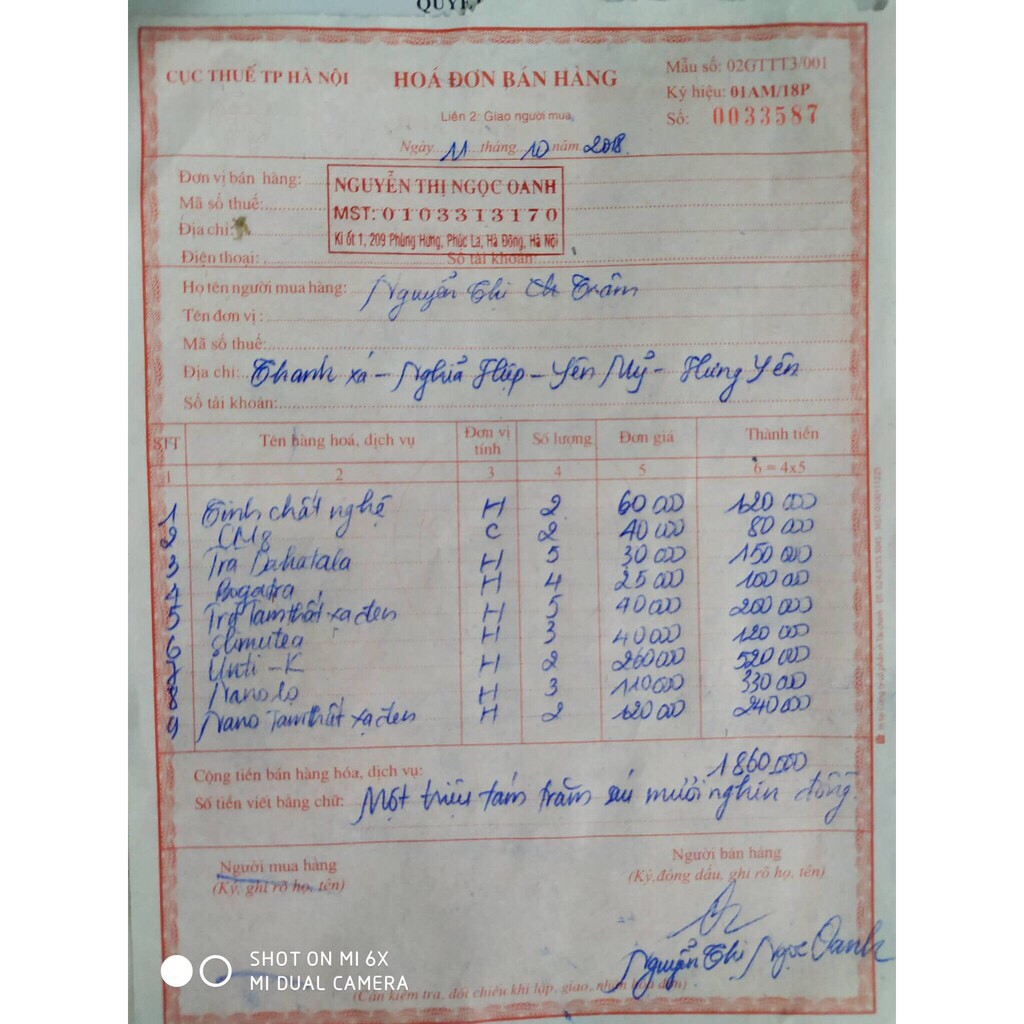 CỤC THUẾ TP HÀ NỘI
HOÁ ĐƠN BÁN HÀNG
Mẫu số: 02GTTT3/001
Liên 2: Giao người mua
Ký hiệu: 01AM/18P
Số: 0033587
Ngày 11 tháng 10 năm 2018.
Đơn vị bán hàng:
Mã số thuế:
Địa chỉ:
Điện thoại: Số tài khoản:
NGUYỄN THỊ NGỌC OANH
MST: 0103313170
Ki ốt 1, 209 Phùng Hưng, Phúc La, Hà Đông, Hà Nội
Họ tên người mua hàng: Nguyễn Thị Trâm
Tên đơn vị:
Mã số thuế:
Địa chỉ: Thanh xá - Nghĩa Hiệp - Yên Mỹ - Hưng Yên
Số tài khoản:
STT Tên hàng hoá, dịch vụ Đơn vị tính Số lượng Đơn giá Thành tiền
1 2 3 4 5 6 = 4x5
1 Tinh chất nghệ H 2 60 000 120 000
2 CM8 C 2 40 000 80 000
3 Trà Dahatala H 5 30 000 150 000
4 Bogatra H 4 25 000 100 000
5 Trà Tam thất xạ đen H 5 40 000 200 000
6 Slimutea H 3 40 000 120 000
7 Unti-K H 2 260 000 520 000
8 Nano lọ H 3 110 000 330 000
9 Nano Tam thất xạ đen H 2 120 000 240 000
Cộng tiền bán hàng hóa, dịch vụ: 1 860 000
Số tiền viết bằng chữ: Một triệu tám trăm sáu mươi nghìn đồng.
Người mua hàng
(Ký, ghi rõ họ, tên)
Người bán hàng
(Ký, đóng dấu, ghi rõ họ, tên)
Nguyễn Thị Ngọc Oanh
(Cần kiểm tra, đối chiếu khi lập, giao, nhận hóa đơn)
SHOT ON MI 6X
MI DUAL CAMERA